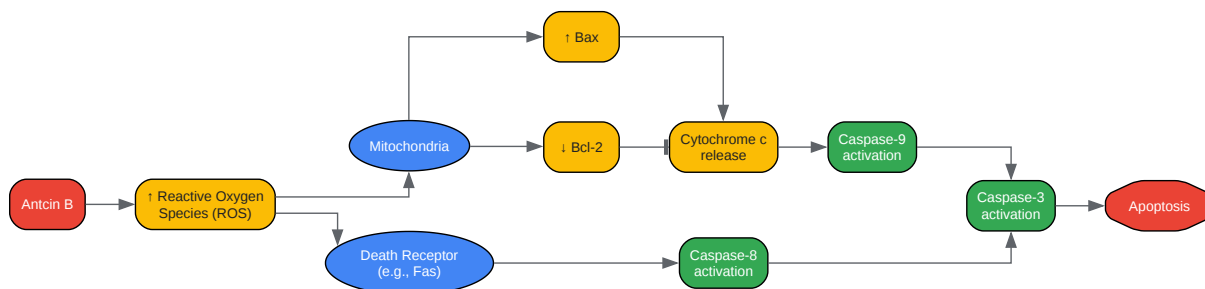 Antcin B
↑ Reactive Oxygen
Species (ROS)
Mitochondria
Death Receptor
(e.g., Fas)
↑ Bax
↓ Bcl-2
Cytochrome c
release
Caspase-9
activation
Caspase-8
activation
Caspase-3
activation
Apoptosis